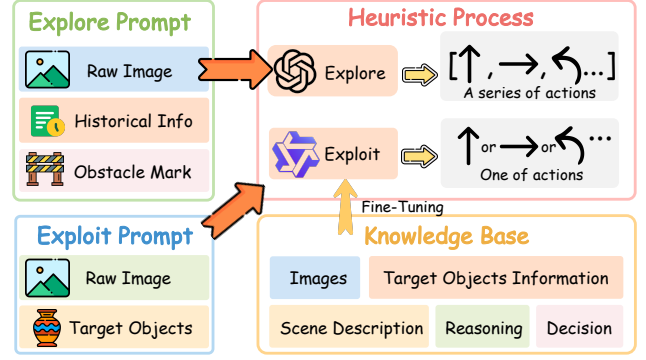 Explore Prompt
Raw Image
Historical Info
Obstacle Mark
Heuristic Process
Explore
[ , , ...]
A series of actions
Exploit
or or ...
One of actions
Fine-Tuning
Exploit Prompt
Raw Image
Target Objects
Knowledge Base
Images
Target Objects Information
Scene Description
Reasoning
Decision